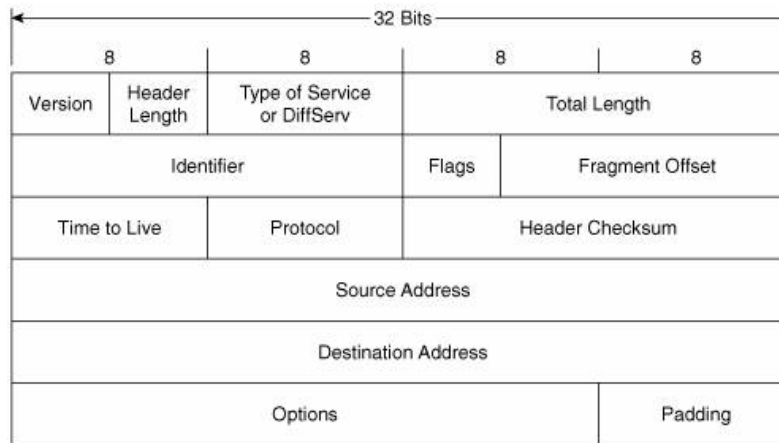 32 Bits
8 8 8 8
Version Header Length Type of Service or DiffServ Total Length
Identifier Flags Fragment Offset
Time to Live Protocol Header Checksum
Source Address
Destination Address
Options Padding